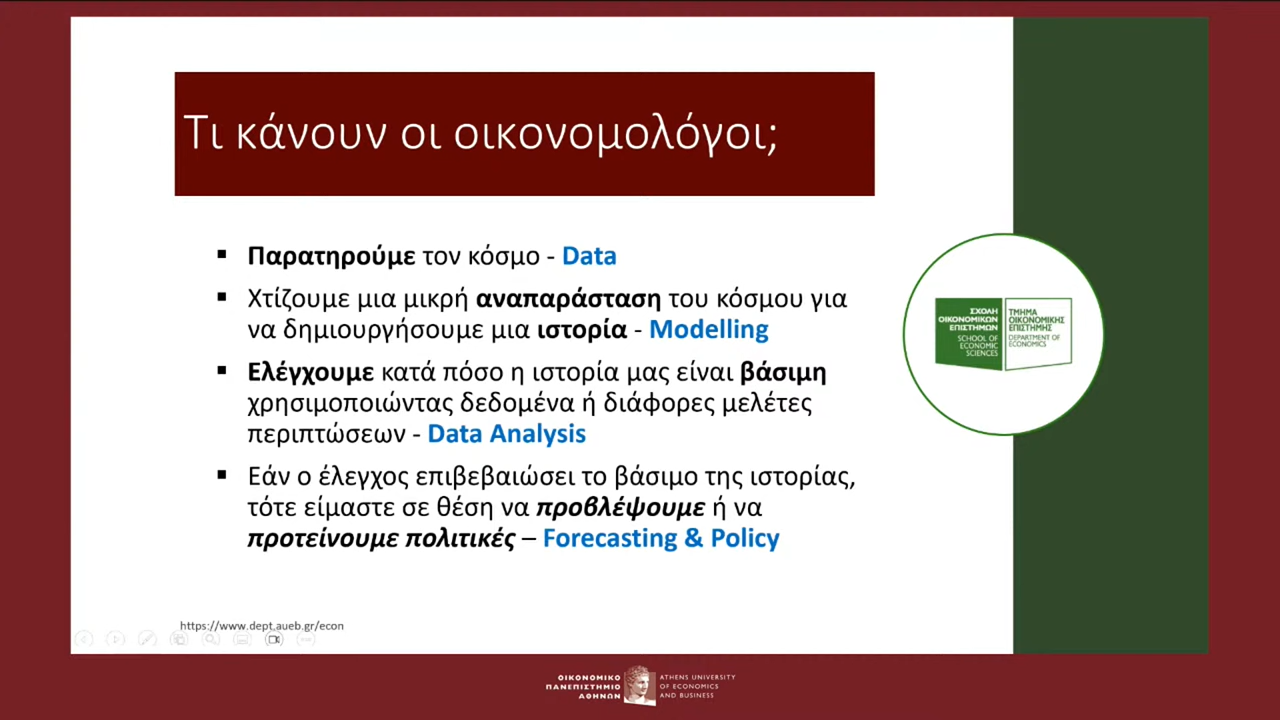 Τι κάνουν οι οικονομολόγοι;
▪ Παρατηρούμε τον κόσμο - Data
▪ Χτίζουμε μια μικρή αναπαράσταση του κόσμου για
να δημιουργήσουμε μια ιστορία - Modelling
▪ Ελέγχουμε κατά πόσο η ιστορία μας είναι βάσιμη
χρησιμοποιώντας δεδομένα ή διάφορες μελέτες
περιπτώσεων - Data Analysis
▪ Εάν ο έλεγχος επιβεβαιώσει το βάσιμο της ιστορίας,
τότε είμαστε σε θέση να προβλέψουμε ή να
προτείνουμε πολιτικές – Forecasting & Policy
ΣΧΟΛΗ
ΟΙΚΟΝΟΜΙΚΩΝ
ΕΠΙΣΤΗΜΩΝ
SCHOOL OF
ECONOMIC
SCIENCES
ΤΜΗΜΑ
ΟΙΚΟΝΟΜΙΚΗΣ
ΕΠΙΣΤΗΜΗΣ
DEPARTMENT OF
ECONOMICS
https://www.dept.aueb.gr/econ
ΟΙΚΟΝΟΜΙΚΟ
ΠΑΝΕΠΙΣΤΗΜΙΟ
ΑΘΗΝΩΝ
ATHENS UNIVERSITY
OF ECONOMICS
AND BUSINESS